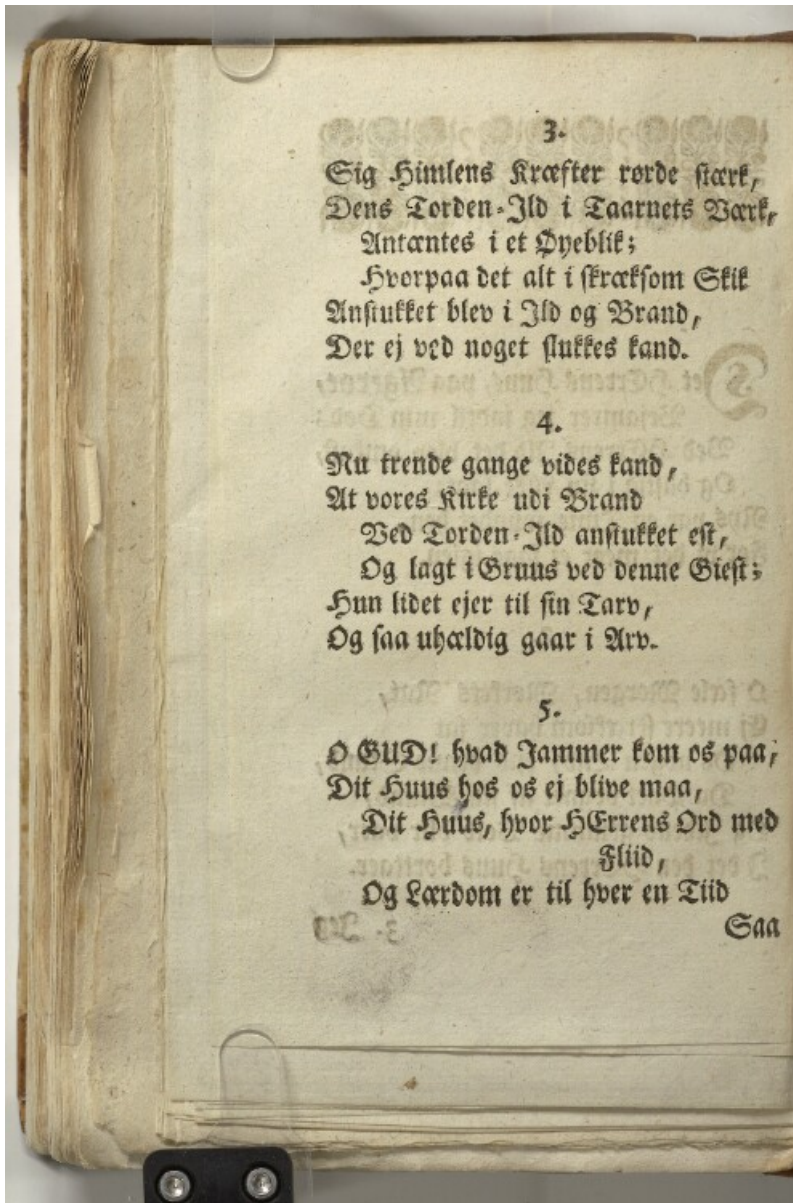 3.
Sig Himlens Kræfter rørde stærk,
Dens Torden-Ild i Taarnets Værk,
Antæntes i et Øyeblik;
Hvorpaa det alt i skræksom Skik
Anstukket blev i Ild og Brand,
Der ej ved noget slukkes kand.
4.
Nu trende gange vides kand,
At vores Kirke udi Brand
Ved Torden-Ild anstukket est,
Og lagt i Gruus ved denne Giest;
Hun lidet ejer til sin Tarv,
Og saa uhældig gaar i Arv.
5.
O GUD! hvad Jammer kom os paa,
Dit Huus hos os ej blive maa,
Dit Huus, hvor HErrens Ord med
Fliid,
Og Lærdom er til hver en Tiid
Saa